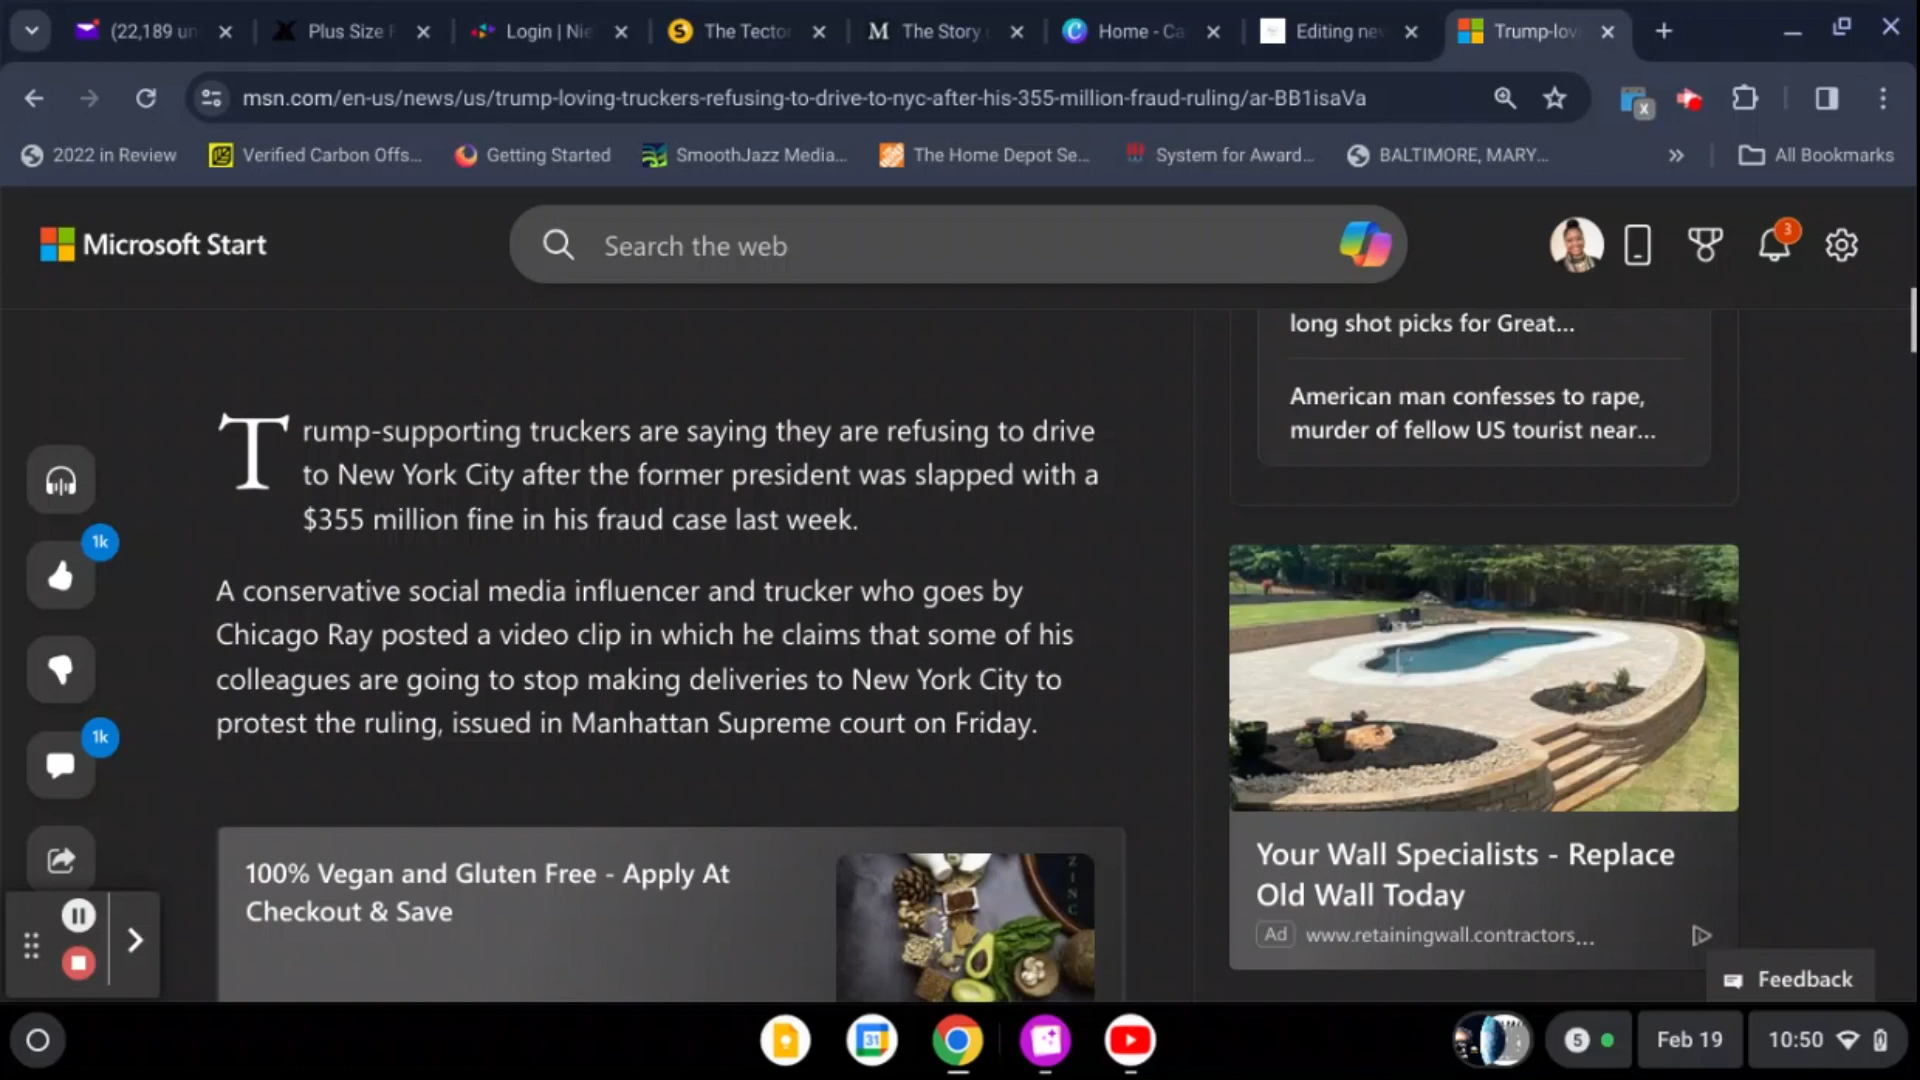 (22,189 un
Plus Size F
Login | Nie
The Tecto
The Story
Home - Ca
Editing ne
Trump-lov
msn.com/en-us/news/us/trump-loving-truckers-refusing-to-drive-to-nyc-after-his-355-million-fraud-ruling/ar-BB1isaVa
2022 in Review
Verified Carbon Offs...
Getting Started
SmoothJazz Media...
The Home Depot Se...
System for Award...
BALTIMORE, MARY...
All Bookmarks
Microsoft Start
Search the web
3
long shot picks for Great...
American man confesses to rape,
murder of fellow US tourist near...
Trump-supporting truckers are saying they are refusing to drive
to New York City after the former president was slapped with a
$355 million fine in his fraud case last week.
1k
A conservative social media influencer and trucker who goes by
Chicago Ray posted a video clip in which he claims that some of his
colleagues are going to stop making deliveries to New York City to
protest the ruling, issued in Manhattan Supreme court on Friday.
1k
100% Vegan and Gluten Free - Apply At
Checkout & Save
ZINC
Your Wall Specialists - Replace
Old Wall Today
Ad www.retainingwall.contractors...
Feedback
31
5
Feb 19
10:50